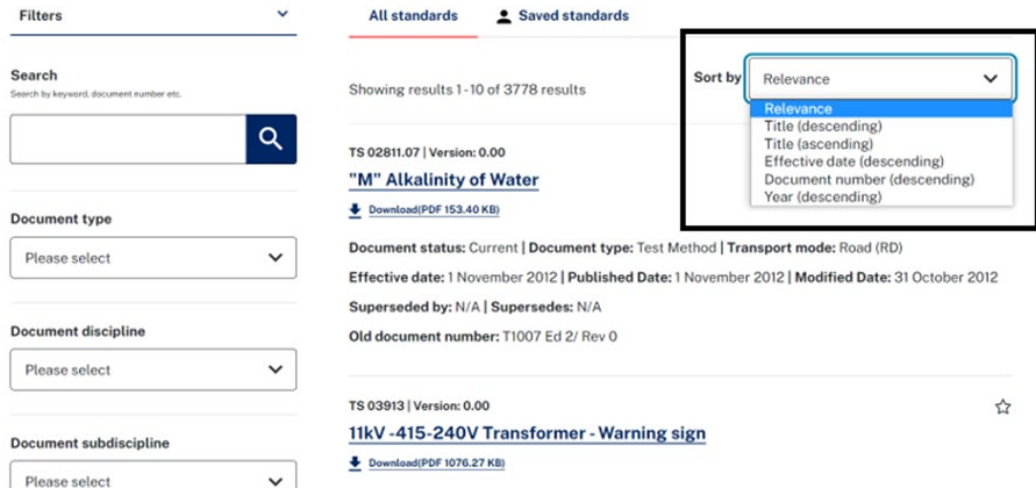 Filters
Search
Search by keyword, document number etc.
Document type
Please select
Document discipline
Please select
Document subdiscipline
Please select
All standards
Saved standards
Showing results 1-10 of 3778 results
Sort by
Relevance
Relevance
Title (descending)
Title (ascending)
Effective date (descending)
Document number (descending)
Year (descending)
TS 02811.07 | Version: 0.00
"M" Alkalinity of Water
Download(PDF 153.40 KB)
Document status: Current | Document type: Test Method | Transport mode: Road (RD)
Effective date: 1 November 2012 | Published Date: 1 November 2012 | Modified Date: 31 October 2012
Superseded by: N/A | Supersedes: N/A
Old document number: T1007 Ed 2/ Rev 0
TS 03913 | Version: 0.00
11kV -415-240V Transformer - Warning sign
Download(PDF 1076.27 KB)